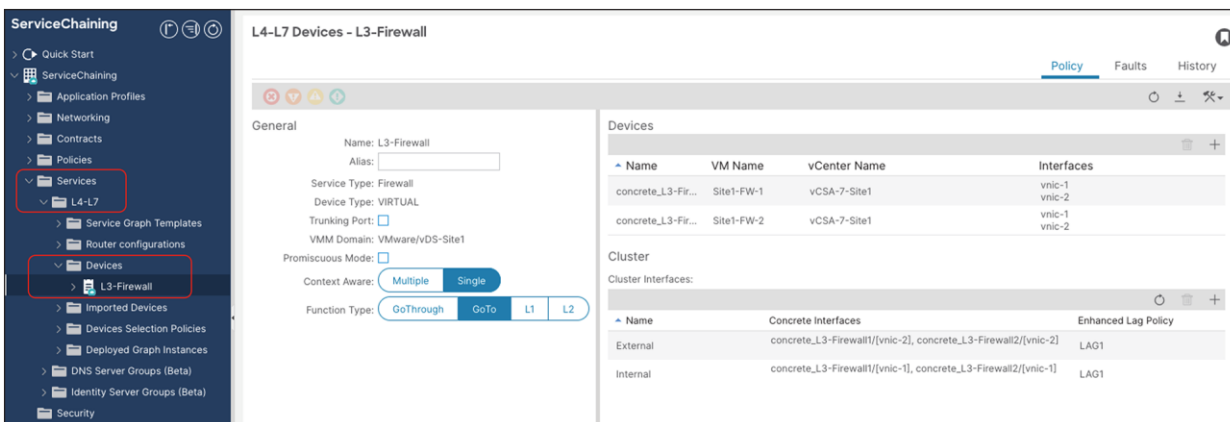 ServiceChaining
Quick Start
ServiceChaining
Application Profiles
Networking
Contracts
Policies
Services
L4-L7
Service Graph Templates
Router configurations
Devices
L3-Firewall
Imported Devices
Devices Selection Policies
Deployed Graph Instances
DNS Server Groups (Beta)
Identity Server Groups (Beta)
Security
L4-L7 Devices - L3-Firewall
Policy Faults History
General
Name: L3-Firewall
Alias:
Service Type: Firewall
Device Type: VIRTUAL
Trunking Port:
VMM Domain: VMware/vDS-Site1
Promiscuous Mode:
Context Aware: Multiple Single
Function Type: GoThrough GoTo L1 L2
Devices
Name VM Name vCenter Name Interfaces
concrete_L3-Fir... Site1-FW-1 vCSA-7-Site1 vnic-1
vnic-2
concrete_L3-Fir... Site1-FW-2 vCSA-7-Site1 vnic-1
vnic-2
Cluster
Cluster Interfaces:
Name Concrete Interfaces Enhanced Lag Policy
External concrete_L3-Firewall1/[vnic-2], concrete_L3-Firewall2/[vnic-2] LAG1
Internal concrete_L3-Firewall1/[vnic-1], concrete_L3-Firewall2/[vnic-1] LAG1